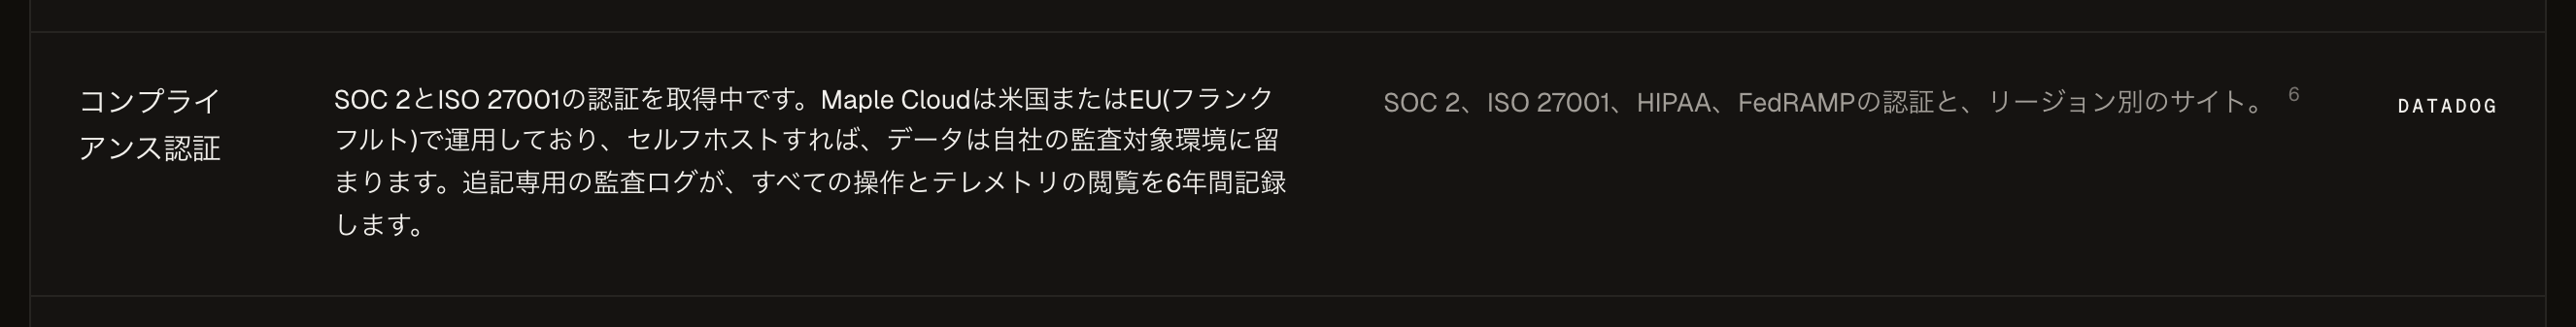 コンプライ
アンス認証
SOC 2とISO 27001の認証を取得中です。Maple Cloudは米国またはEU(フランク
フルト)で運用しており、セルフホストすれば、データは自社の監査対象環境に留
まります。追記専用の監査ログが、すべての操作とテレメトリの閲覧を6年間記録
します。
SOC 2、ISO 27001、HIPAA、FedRAMPの認証と、リージョン別のサイト。 6
DATADOG